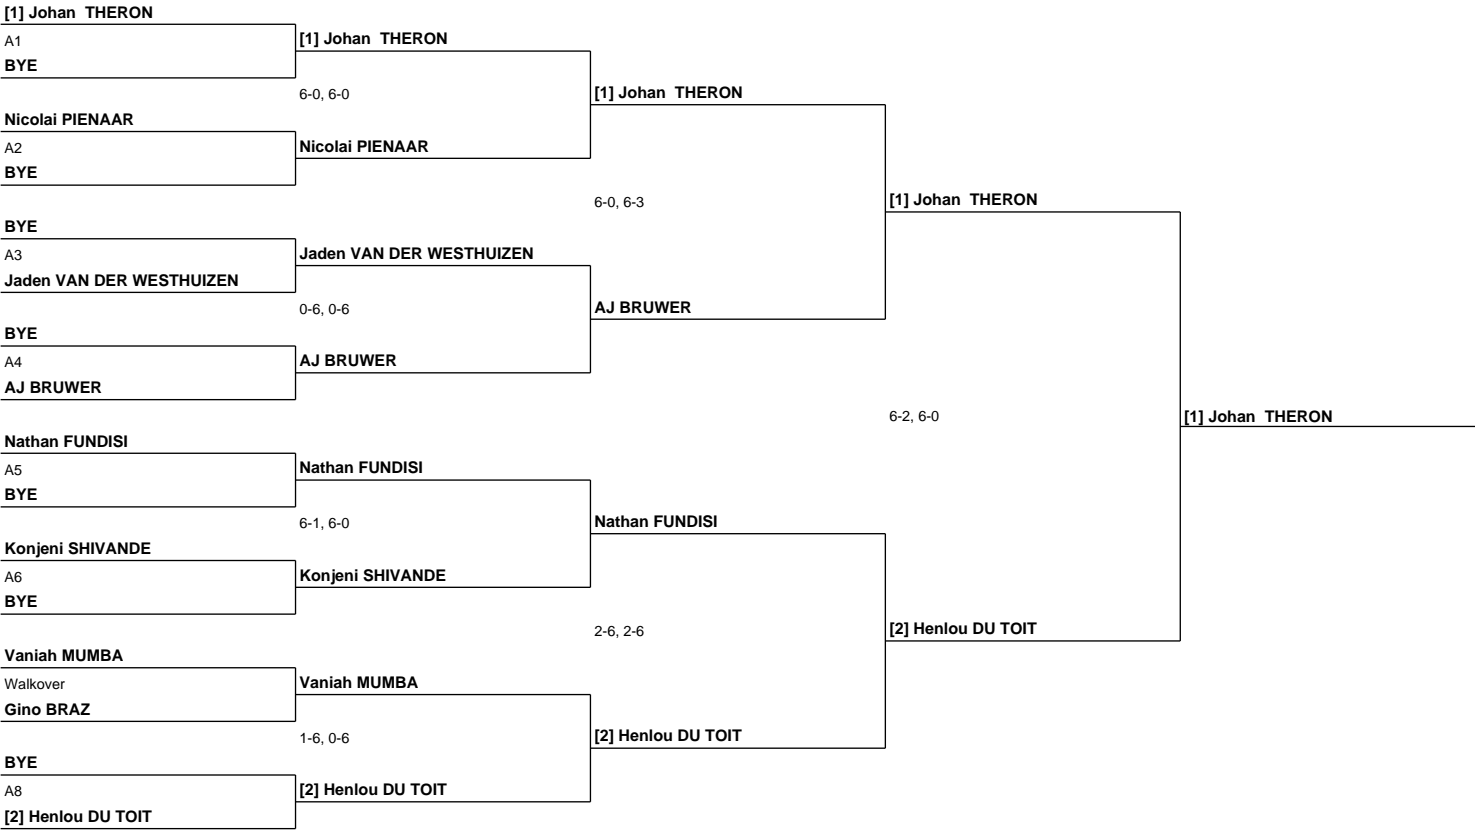 [1] Johan THERON
A1
BYE
Nicolai PIENAAR
A2
BYE
BYE
A3
Jaden VAN DER WESTHUIZEN
BYE
A4
AJ BRUWER
Nathan FUNDISI
A5
BYE
Konjeni SHIVANDE
A6
BYE
Vaniah MUMBA
Walkover
Gino BRAZ
BYE
A8
[2] Henlou DU TOIT
[1] Johan THERON
6-0, 6-0
Nicolai PIENAAR
Jaden VAN DER WESTHUIZEN
0-6, 0-6
AJ BRUWER
Nathan FUNDISI
6-1, 6-0
Konjeni SHIVANDE
Vaniah MUMBA
1-6, 0-6
[2] Henlou DU TOIT
[1] Johan THERON
6-0, 6-3
AJ BRUWER
Nathan FUNDISI
2-6, 2-6
[2] Henlou DU TOIT
[1] Johan THERON
6-2, 6-0
[2] Henlou DU TOIT
[1] Johan THERON